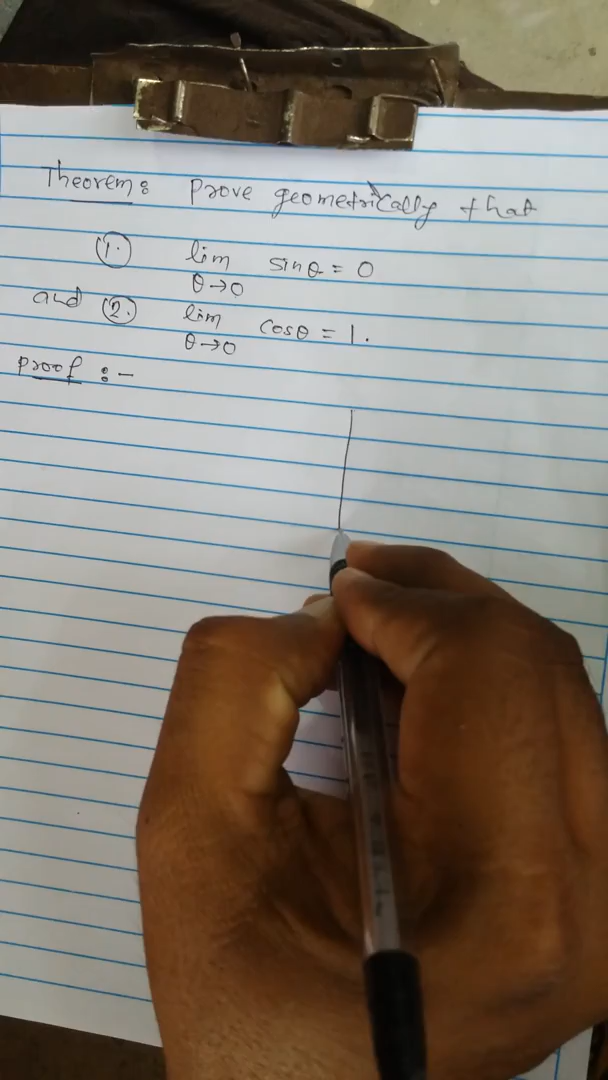 Theorem: Prove geometrically that
1. lim sinθ = 0
θ→0
and 2. lim cosθ = 1.
θ→0
Proof :-